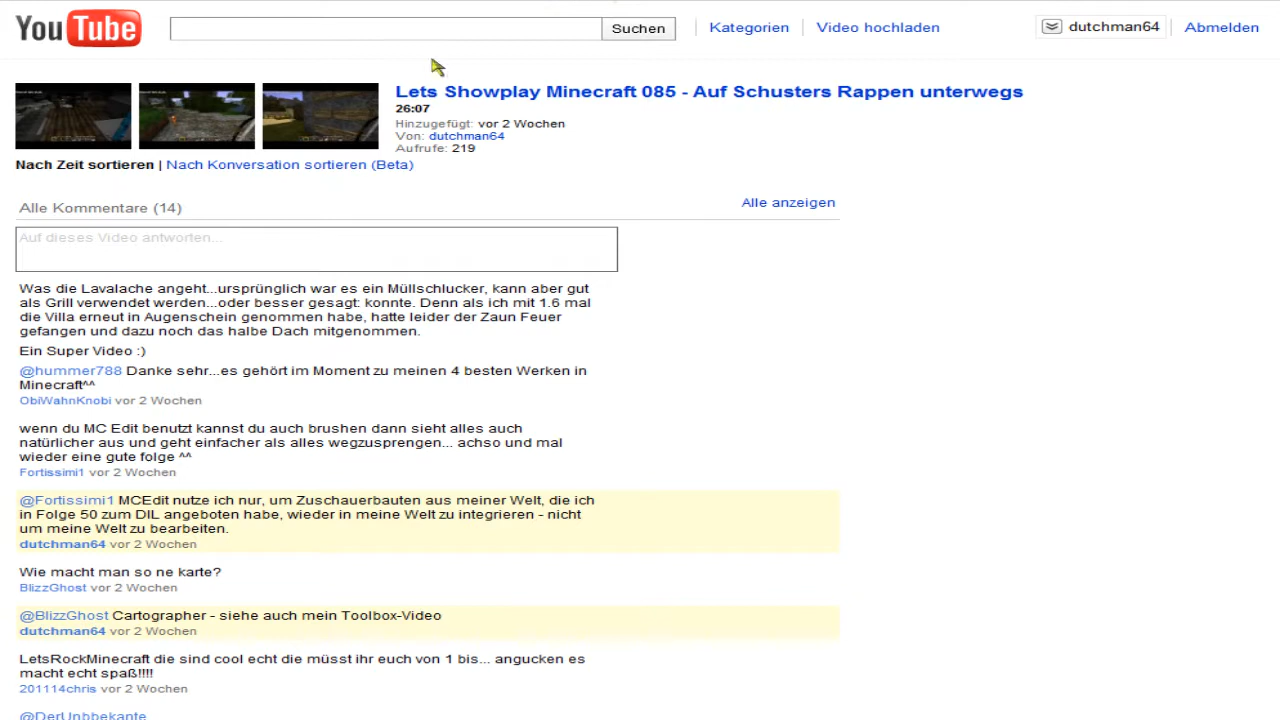 YouTube
Suchen
Kategorien
Video hochladen
dutchman64
Abmelden
Lets Showplay Minecraft 085 - Auf Schusters Rappen unterwegs
26:07
Hinzugefügt: vor 2 Wochen
Von: dutchman64
Aufrufe: 219
Nach Zeit sortieren | Nach Konversation sortieren (Beta)
Alle Kommentare (14)
Alle anzeigen
Auf dieses Video antworten...
Was die Lavalache angeht...ursprünglich war es ein Müllschlucker, kann aber gut
als Grill verwendet werden...oder besser gesagt: konnte. Denn als ich mit 1.6 mal
die Villa erneut in Augenschein genommen habe, hatte leider der Zaun Feuer
gefangen und dazu noch das halbe Dach mitgenommen.
Ein Super Video :)
@hummer788 Danke sehr...es gehört im Moment zu meinen 4 besten Werken in
Minecraft^^
ObiWahnKnobi vor 2 Wochen
wenn du MC Edit benutzt kannst du auch brushen dann sieht alles auch
natürlicher aus und geht einfacher als alles wegzusprengen... achso und mal
wieder eine gute folge ^^
Fortissimi1 vor 2 Wochen
@Fortissimi1 MCEdit nutze ich nur, um Zuschauerbauten aus meiner Welt, die ich
in Folge 50 zum DIL angeboten habe, wieder in meine Welt zu integrieren - nicht
um meine Welt zu bearbeiten.
dutchman64 vor 2 Wochen
Wie macht man so ne karte?
BlizzGhost vor 2 Wochen
@BlizzGhost Cartographer - siehe auch mein Toolbox-Video
dutchman64 vor 2 Wochen
LetsRockMinecraft die sind cool echt die müsst ihr euch von 1 bis... angucken es
macht echt spaß!!!!
201114chris vor 2 Wochen
@DerUnbbekante